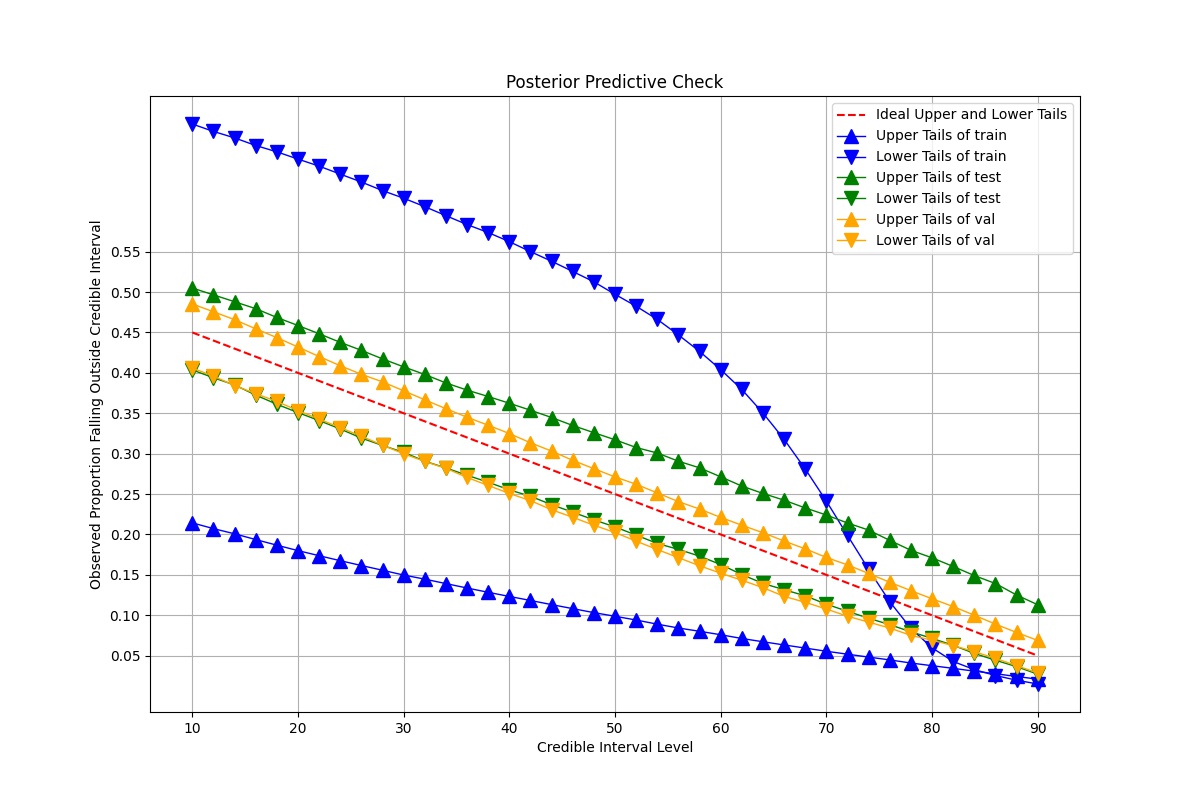 Posterior Predictive Check
Ideal Upper and Lower Tails
Upper Tails of train
Lower Tails of train
Upper Tails of test
Lower Tails of test
Upper Tails of val
Lower Tails of val
Observed Proportion Falling Outside Credible Interval
0.55
0.50
0.45
0.40
0.35
0.30
0.25
0.20
0.15
0.10
0.05
10 20 30 40 50 60 70 80 90
Credible Interval Level